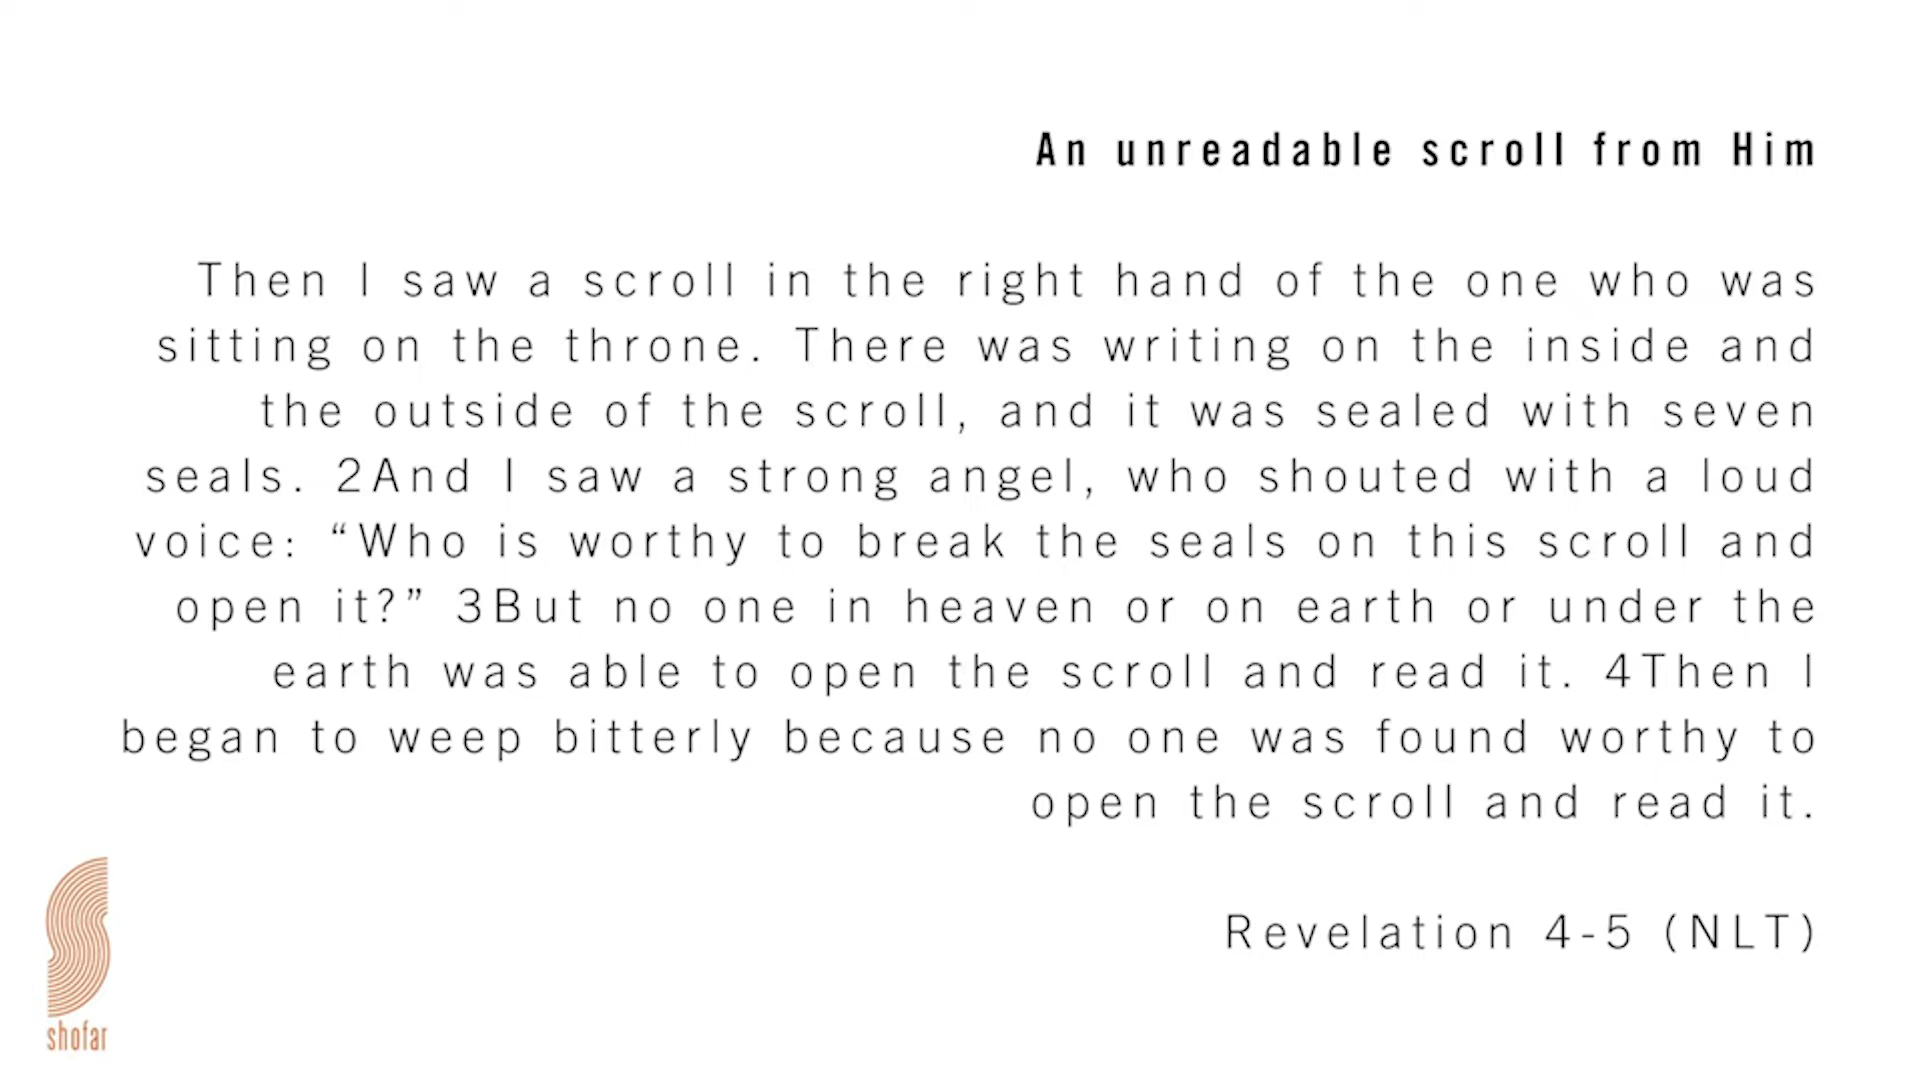 An unreadable scroll from Him
Then I saw a scroll in the right hand of the one who was
sitting on the throne. There was writing on the inside and
the outside of the scroll, and it was sealed with seven
seals. 2And I saw a strong angel, who shouted with a loud
voice: “Who is worthy to break the seals on this scroll and
open it?” 3But no one in heaven or on earth or under the
earth was able to open the scroll and read it. 4Then I
began to weep bitterly because no one was found worthy to
open the scroll and read it.
Revelation 4-5 (NLT)
shofar